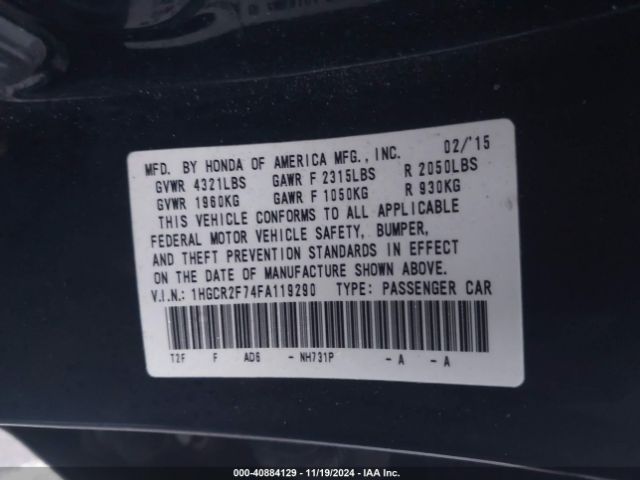 MFD. BY HONDA OF AMERICA MFG., INC. 02/'15
GVWR 4321LBS GAWR F 2315LBS R 2050LBS
GVWR 1960KG GAWR F 1050KG R 930KG
THIS VEHICLE CONFORMS TO ALL APPLICABLE
FEDERAL MOTOR VEHICLE SAFETY, BUMPER,
AND THEFT PREVENTION STANDARDS IN EFFECT
ON THE DATE OF MANUFACTURE SHOWN ABOVE.
V.I.N.: 1HGCR2F74FA119290 TYPE: PASSENGER CAR
T2F F AD6 - NH731P - A - A
000-40884129 - 11/19/2024 - IAA Inc.